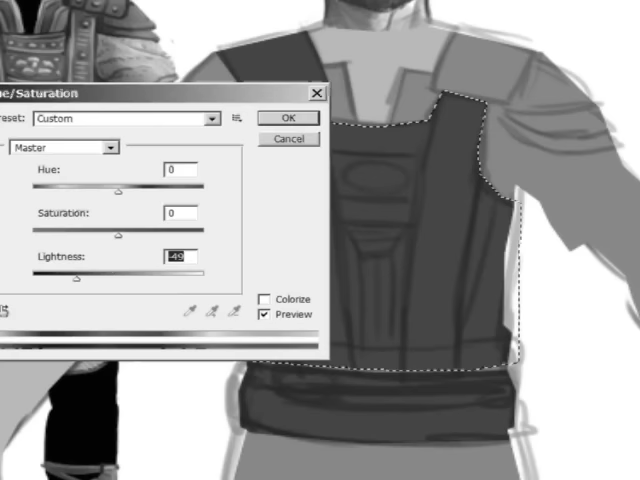 e/Saturation
reset: Custom
OK
Cancel
Master
Hue: 0
Saturation: 0
Lightness: -49
Colorize
Preview